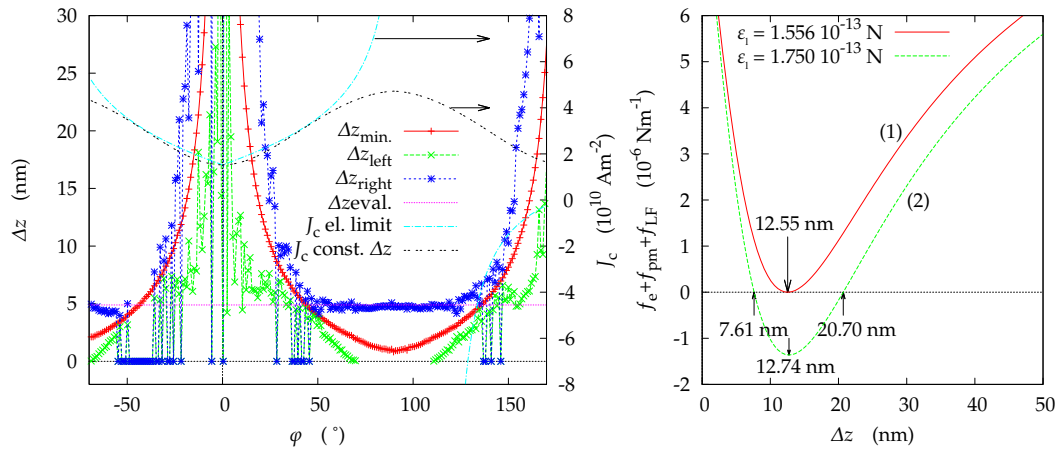 30
25
20
15
10
5
0
Δz (nm)
-50
0
50
100
150
φ (°)
8
6
4
2
0
-2
-4
-6
-8
J_c (10^10 Am^-2)
Δz_min.
Δz_left
Δz_right
Δzeval.
J_c el. limit
J_c const. Δz
6
5
4
3
2
1
0
-1
-2
f_e+f_pm+f_LF (10^-6 Nm^-1)
ε_l = 1.556 10^-13 N
ε_l = 1.750 10^-13 N
(1)
(2)
12.55 nm
7.61 nm
20.70 nm
12.74 nm
0
10
20
30
40
50
Δz (nm)